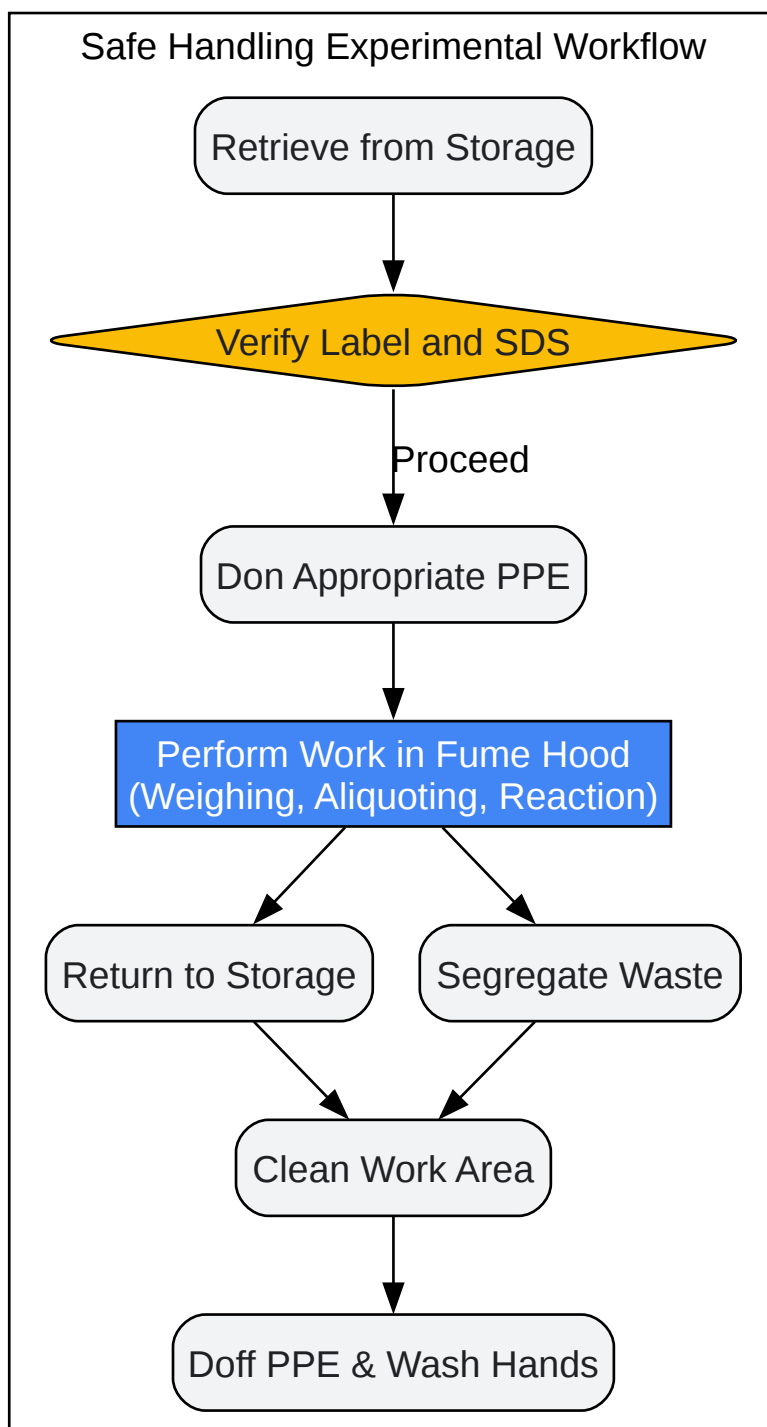 Safe Handling Experimental Workflow
Retrieve from Storage
Verify Label and SDS
Proceed
Don Appropriate PPE
Perform Work in Fume Hood
(Weighing, Aliquoting, Reaction)
Return to Storage
Segregate Waste
Clean Work Area
Doff PPE & Wash Hands